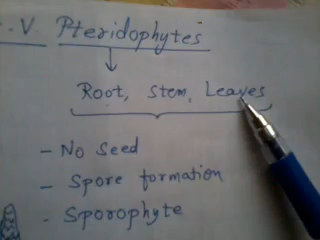 .V. Pteridophytes
Root, Stem, Leaves
- No Seed
- Spore formation
- Sporophyte